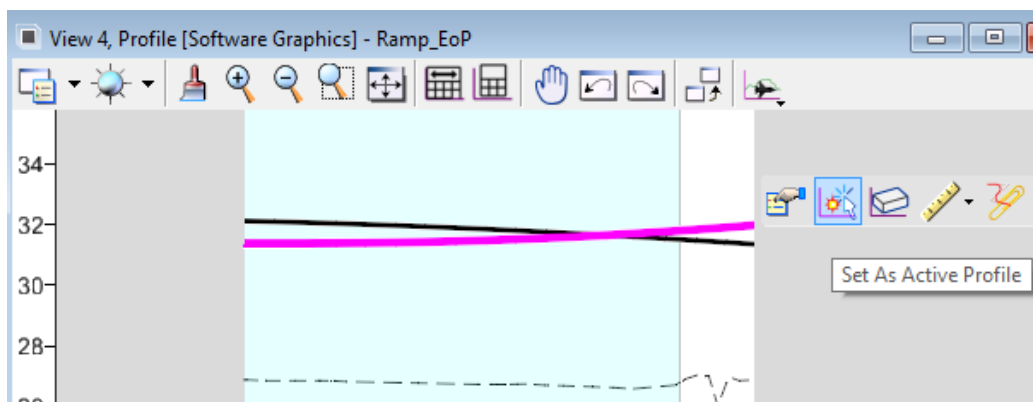 View 4, Profile [Software Graphics] - Ramp_EoP
34
32
Set As Active Profile
30
28